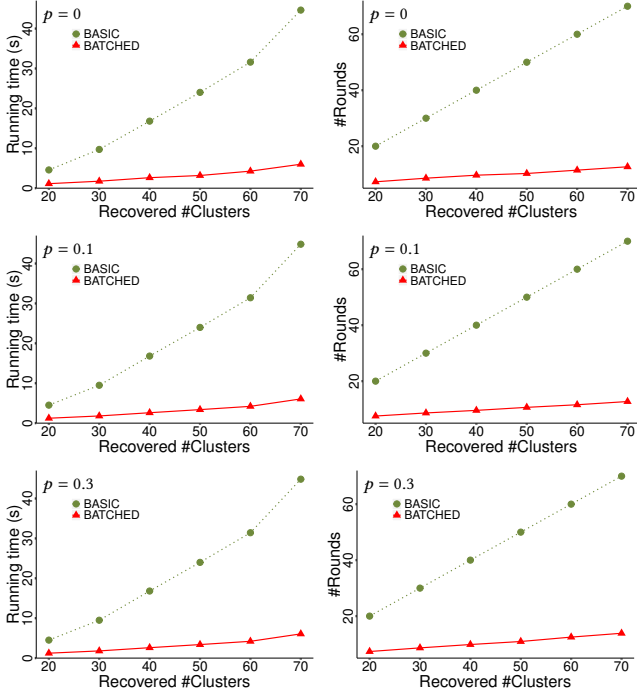 p = 0
BASIC
BATCHED
Running time (s)
0 10 20 30 40
20 30 40 50 60 70
Recovered #Clusters
p = 0
BASIC
BATCHED
#Rounds
20 40 60
20 30 40 50 60 70
Recovered #Clusters
p = 0.1
BASIC
BATCHED
Running time (s)
0 10 20 30 40
20 30 40 50 60 70
Recovered #Clusters
p = 0.1
BASIC
BATCHED
#Rounds
20 40 60
20 30 40 50 60 70
Recovered #Clusters
p = 0.3
BASIC
BATCHED
Running time (s)
0 10 20 30 40
20 30 40 50 60 70
Recovered #Clusters
p = 0.3
BASIC
BATCHED
#Rounds
20 40 60
20 30 40 50 60 70
Recovered #Clusters